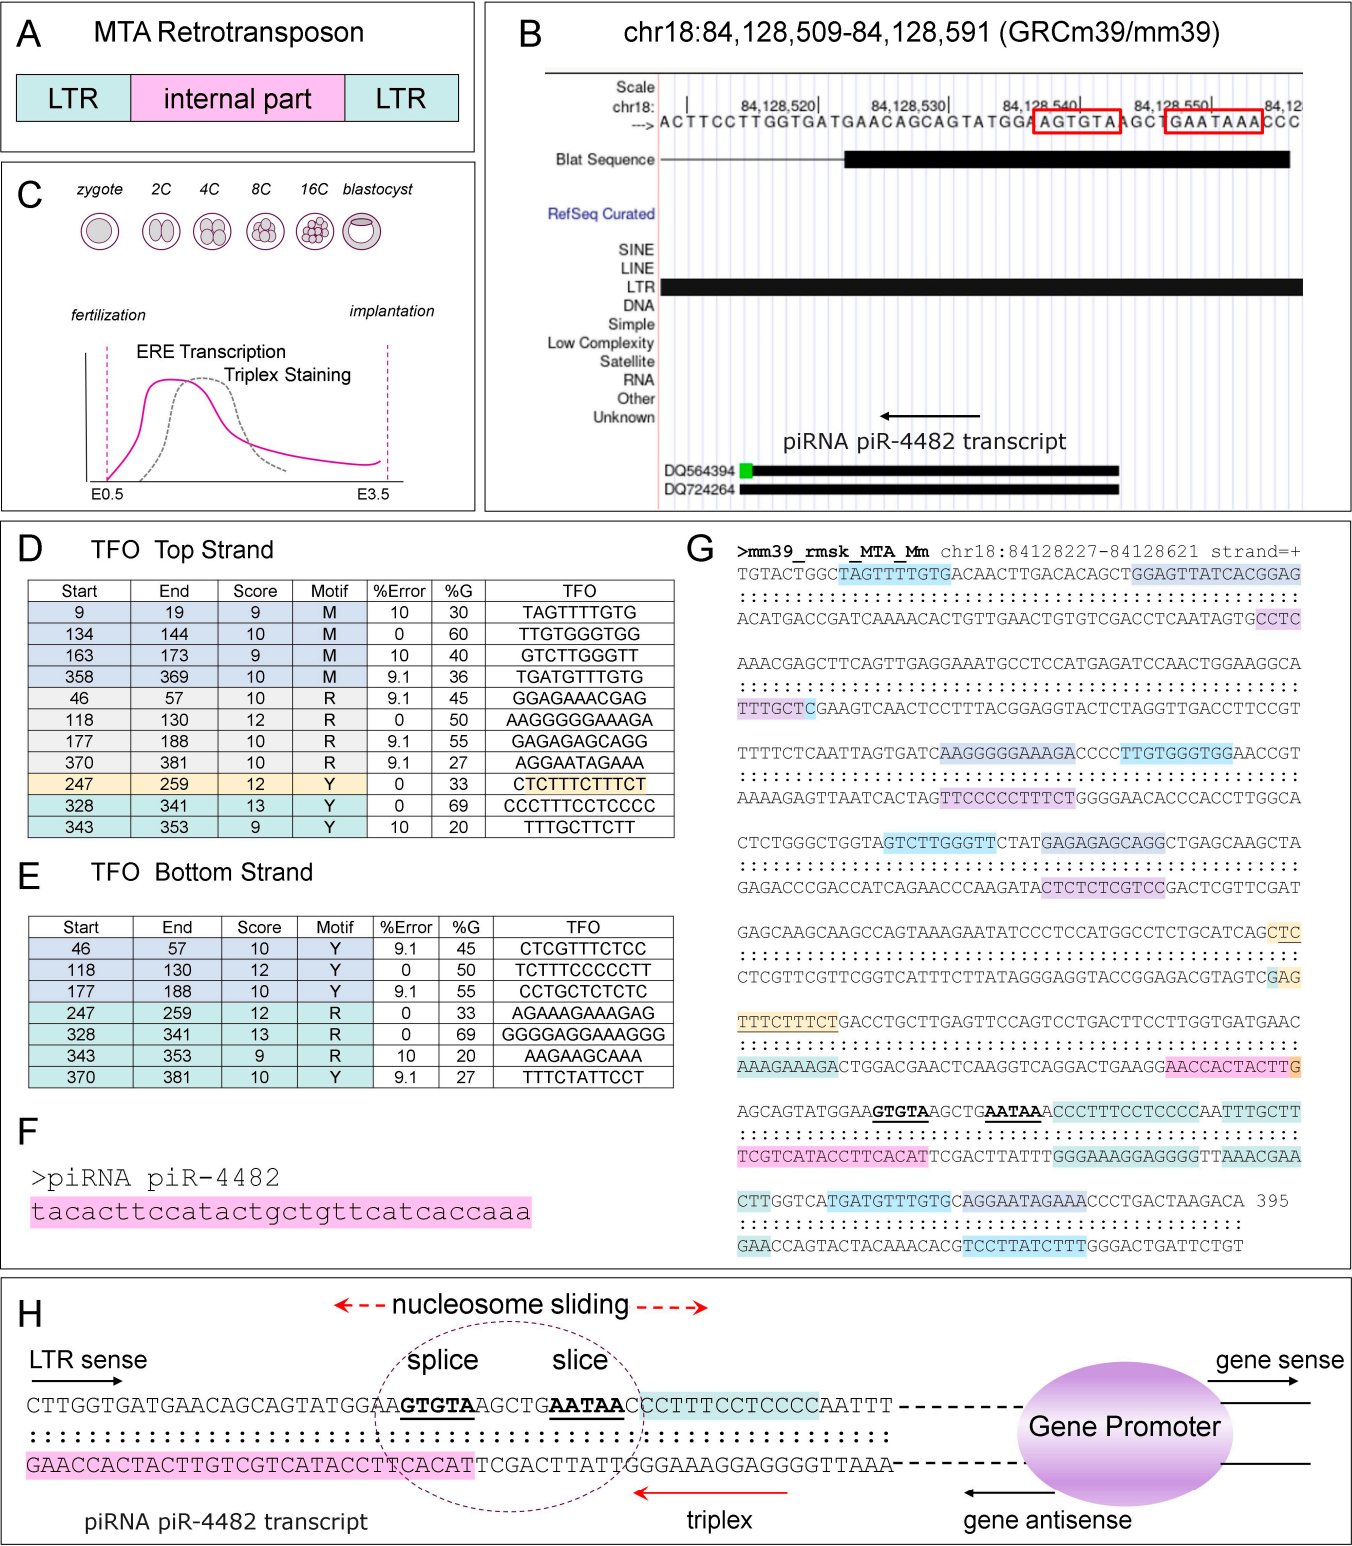 A MTA Retrotransposon
LTR internal part LTR
B chr18:84,128,509-84,128,591 (GRCm39/mm39)
Scale
chr18: 84,128,520| 84,128,530| 84,128,540| 84,128,550| 84,12
---> ACTTCCTTGGTGATGAACAGCAGTATGGAAGTGTAAGCTGAATAAACCC
Blat Sequence
RefSeq Curated
SINE
LINE
LTR
DNA
Simple
Low Complexity
Satellite
RNA
Other
Unknown
piRNA piR-4482 transcript
DQ564394
DQ724264
C
zygote 2C 4C 8C 16C blastocyst
fertilization implantation
ERE Transcription
Triplex Staining
E0.5 E3.5
D TFO Top Strand
Start End Score Motif %Error %G TFO
9 19 9 M 10 30 TAGTTTTGTG
134 144 10 M 0 60 TTGTGGGTGG
163 173 9 M 10 40 GTCTTGGGTT
358 369 10 M 9.1 36 TGATGTTTGTG
46 57 10 R 9.1 45 GGAGAAACGAG
118 130 12 R 0 50 AAGGGGGAAAGA
177 188 10 R 9.1 55 GAGAGAGCAGG
370 381 10 R 9.1 27 AGGAATAGAAA
247 259 12 Y 0 33 CTCTTTCTTTCT
328 341 13 Y 0 69 CCCTTTCCTCCCC
343 353 9 Y 10 20 TTTGCTTCTT
E TFO Bottom Strand
Start End Score Motif %Error %G TFO
46 57 10 Y 9.1 45 CTCGTTTCTCC
118 130 12 Y 0 50 TCTTTCCCCCTT
177 188 10 Y 9.1 55 CCTGCTCTCTC
247 259 12 R 0 33 AGAAAGAAAGAG
328 341 13 R 0 69 GGGGAGGAAAGGG
343 353 9 R 10 20 AAGAAGCAAA
370 381 10 Y 9.1 27 TTTCTATTCCT
F
>piRNA piR-4482
tacacttccatactgctgttcatcaccaaa
G >mm39_rmsk_MTA_Mm chr18:84128227-84128621 strand=+
TGTACTGGCTAGTTTTGTGACAACTTGACACAGCTGGAGTTATCACGGAG
::::::::::::::::::::::::::::::::::::::::::::::::::
ACATGACCGATCAAAACACTGTTGAACTGTGTCGACCTCAATAGTGCCTC
AAACGAGCTTCAGTTGAGGAAATGCCTCCATGAGATCCAACTGGAAGGCA
::::::::::::::::::::::::::::::::::::::::::::::::::
TTTGCTCGAAGTCAACTCCTTTACGGAGGTACTCTAGGTTGACCTTCCGT
TTTTCTCAATTAGTGATCAAGGGGGAAAGACCCCTTGTGGGTGGAACCGT
::::::::::::::::::::::::::::::::::::::::::::::::::
AAAAGAGTTAATCACTAGTTCCCCCTTTCTGGGGAACACCCACCTTGGCA
CTCTGGGCTGGTAGTCTTGGGTTCTATGAGAGAGCAGGCTGAGCAAGCTA
::::::::::::::::::::::::::::::::::::::::::::::::::
GAGACCCGACCATCAGAACCCAAGATACTCTCTCGTCCGACTCGTTCGAT
GAGCAAGCAAGCCAGTAAAGAATATCCCTCCATGGCCTCTGCATCAGCTC
::::::::::::::::::::::::::::::::::::::::::::::::::
CTCGTTCGTTCGGTCATTTCTTATAGGGAGGTACCGGAGACGTAGTCGAG
TTTCTTTCTGACCTGCTTGAGTTCCAGTCCTGACTTCCTTGGTGATGAAC
::::::::::::::::::::::::::::::::::::::::::::::::::
AAAGAAAGACTGGACGAACTCAAGGTCAGGACTGAAGGAACCACTACTTG
AGCAGTATGGAAGTGTAAGCTGAATAAACCCTTTCCTCCCCAATTTGCTT
::::::::::::::::::::::::::::::::::::::::::::::::::
TCGTCATACCTTCACATTCGACTTATTTGGGAAAGGAGGGGTTAAACGAA
CTTGGTCATGATGTTTGTGCAGGAATAGAAACCCTGACTAAGACA 395
:::::::::::::::::::::::::::::::::::::::::::::
GAACCAGTACTACAAACACGTCCTTATCTTTGGGACTGATTCTGT
H nucleosome sliding
LTR sense splice slice gene sense
CTTGGTGATGAACAGCAGTATGGAAGTGTAAGCTGAATAACCCTTTCCTCCCCAATTT
Gene Promoter
GAACCACTACTTGTCGTCATACCTTCACATTCGACTTATTGGGAAAGGAGGGGTTAAA
piRNA piR-4482 transcript triplex gene antisense